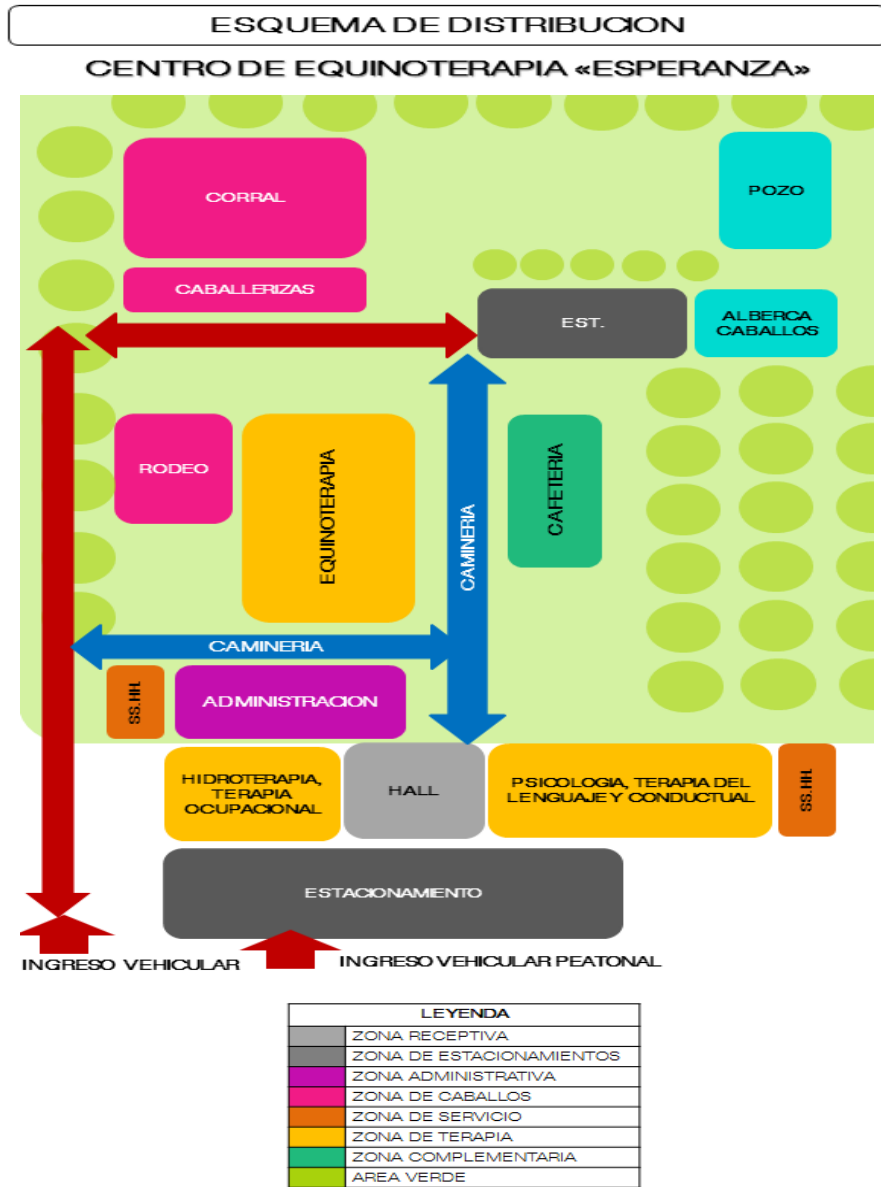 ESQUEMA DE DISTRIBUCION
CENTRO DE EQUINOTERAPIA «ESPERANZA»
CORRAL
POZO
CABALLERIZAS
EST.
ALBERCA
CABALLOS
RODEO
EQUINOTERAPIA
CAMINERIA
CAFETERIA
CAMINERIA
SS.HH.
ADMINISTRACION
HIDROTERAPIA,
TERAPIA
OCUPACIONAL
HALL
PSICOLOGIA, TERAPIA DEL
LENGUAJE Y CONDUCTUAL
SS.HH.
ESTACIONAMIENTO
INGRESO VEHICULAR
INGRESO VEHICULAR PEATONAL
LEYENDA
ZONA RECEPTIVA
ZONA DE ESTACIONAMIENTOS
ZONA ADMINISTRATIVA
ZONA DE CABALLOS
ZONA DE SERVICIO
ZONA DE TERAPIA
ZONA COMPLEMENTARIA
AREA VERDE